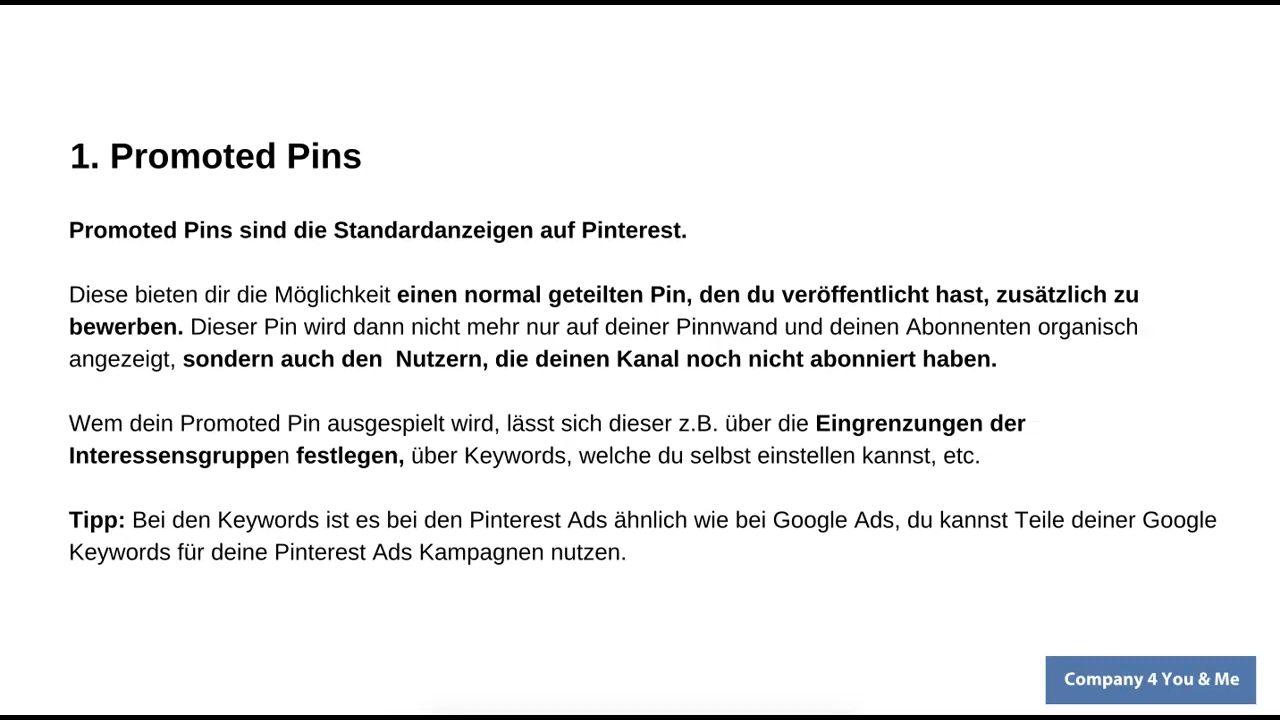 1. Promoted Pins
Promoted Pins sind die Standardanzeigen auf Pinterest.
Diese bieten dir die Möglichkeit einen normal geteilten Pin, den du veröffentlicht hast, zusätzlich zu
bewerben. Dieser Pin wird dann nicht mehr nur auf deiner Pinnwand und deinen Abonnenten organisch
angezeigt, sondern auch den  Nutzern, die deinen Kanal noch nicht abonniert haben.
Wem dein Promoted Pin ausgespielt wird, lässt sich dieser z.B. über die Eingrenzungen der
Interessensgruppen festlegen, über Keywords, welche du selbst einstellen kannst, etc.
Tipp: Bei den Keywords ist es bei den Pinterest Ads ähnlich wie bei Google Ads, du kannst Teile deiner Google
Keywords für deine Pinterest Ads Kampagnen nutzen.
Company 4 You & Me